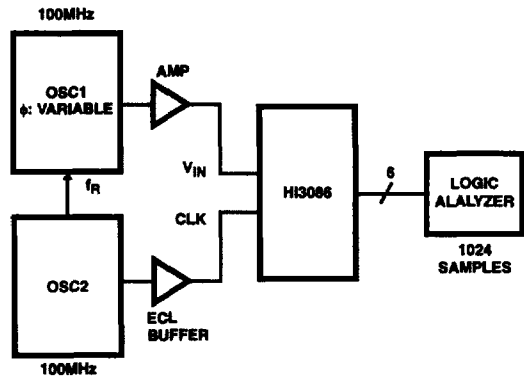 100MHz
OSC1
ϕ: VARIABLE
AMP
fR
VIN
CLK
HI3086
6
LOGIC
ALALYZER
1024
SAMPLES
OSC2
ECL
BUFFER
100MHz